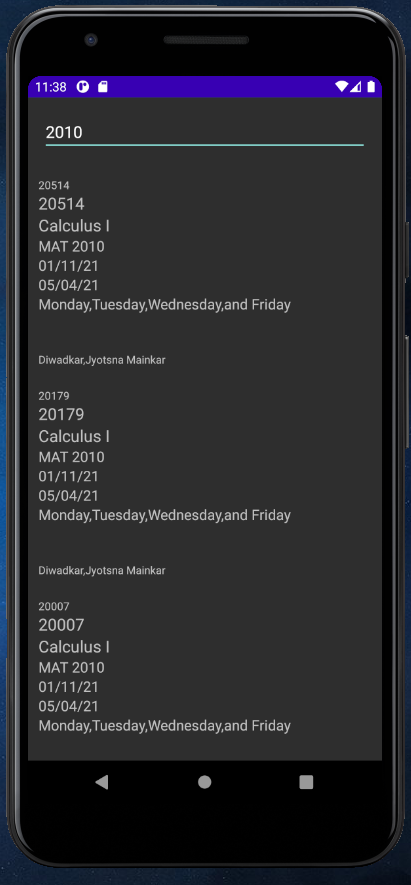 11:38
2010
20514
20514
Calculus I
MAT 2010
01/11/21
05/04/21
Monday,Tuesday,Wednesday,and Friday
Diwadkar,Jyotsna Mainkar
20179
20179
Calculus I
MAT 2010
01/11/21
05/04/21
Monday,Tuesday,Wednesday,and Friday
Diwadkar,Jyotsna Mainkar
20007
20007
Calculus I
MAT 2010
01/11/21
05/04/21
Monday,Tuesday,Wednesday,and Friday